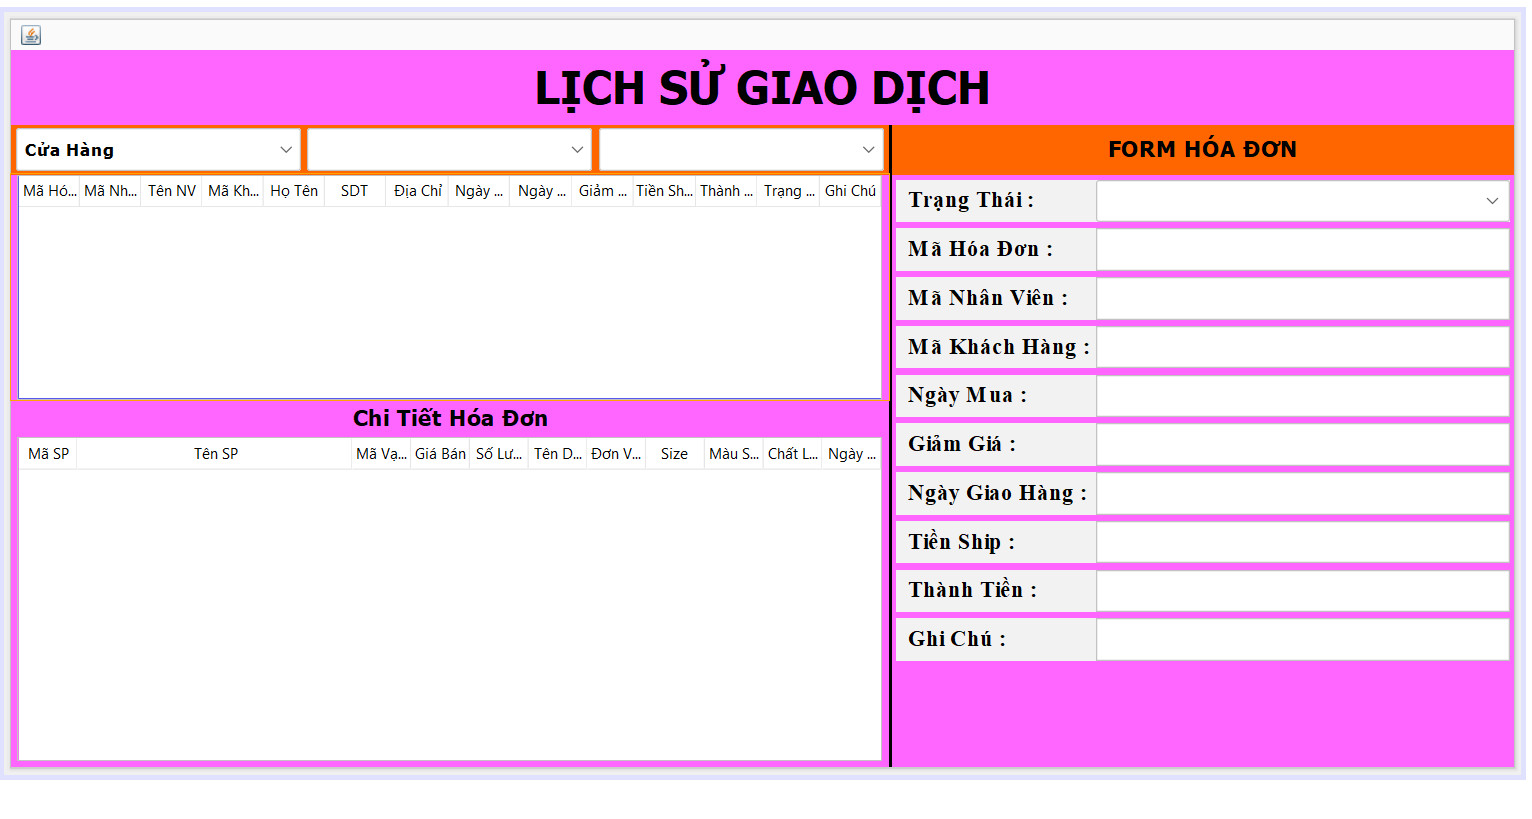 LỊCH SỬ GIAO DỊCH
Cửa Hàng
FORM HÓA ĐƠN
Mã Hó... Mã Nh... Tên NV Mã Kh... Họ Tên SDT Địa Chỉ Ngày ... Ngày ... Giảm ... Tiền Sh... Thành ... Trạng ... Ghi Chú
Chi Tiết Hóa Đơn
Mã SP Tên SP Mã Vạ... Giá Bán Số Lư... Tên D... Đơn V... Size Màu S... Chất L... Ngày ...
Trạng Thái :
Mã Hóa Đơn :
Mã Nhân Viên :
Mã Khách Hàng :
Ngày Mua :
Giảm Giá :
Ngày Giao Hàng :
Tiền Ship :
Thành Tiền :
Ghi Chú :